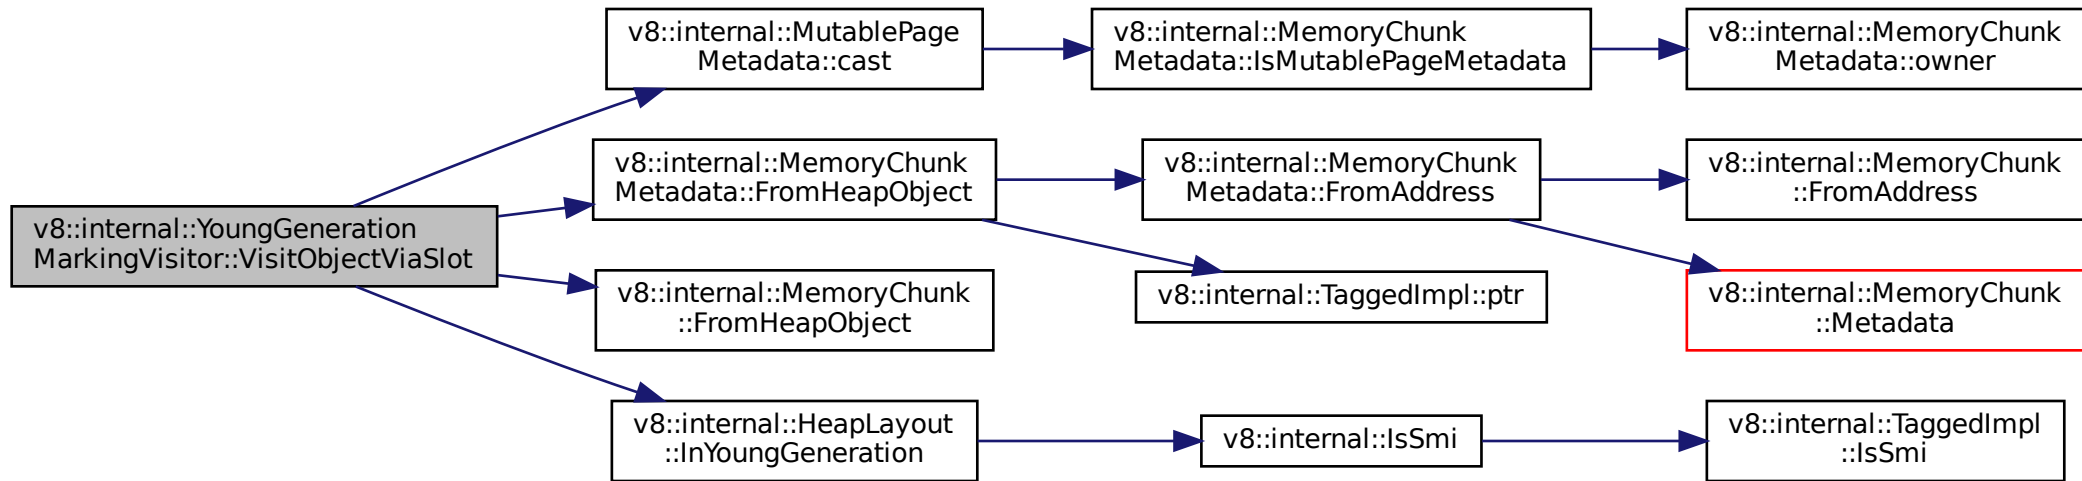 v8::internal::YoungGeneration
MarkingVisitor::VisitObjectViaSlot
v8::internal::MutablePage
Metadata::cast
v8::internal::MemoryChunk
Metadata::IsMutablePageMetadata
v8::internal::MemoryChunk
Metadata::owner
v8::internal::MemoryChunk
Metadata::FromHeapObject
v8::internal::MemoryChunk
Metadata::FromAddress
v8::internal::MemoryChunk
::FromAddress
v8::internal::TaggedImpl::ptr
v8::internal::MemoryChunk
::Metadata
v8::internal::MemoryChunk
::FromHeapObject
v8::internal::HeapLayout
::InYoungGeneration
v8::internal::IsSmi
v8::internal::TaggedImpl
::IsSmi